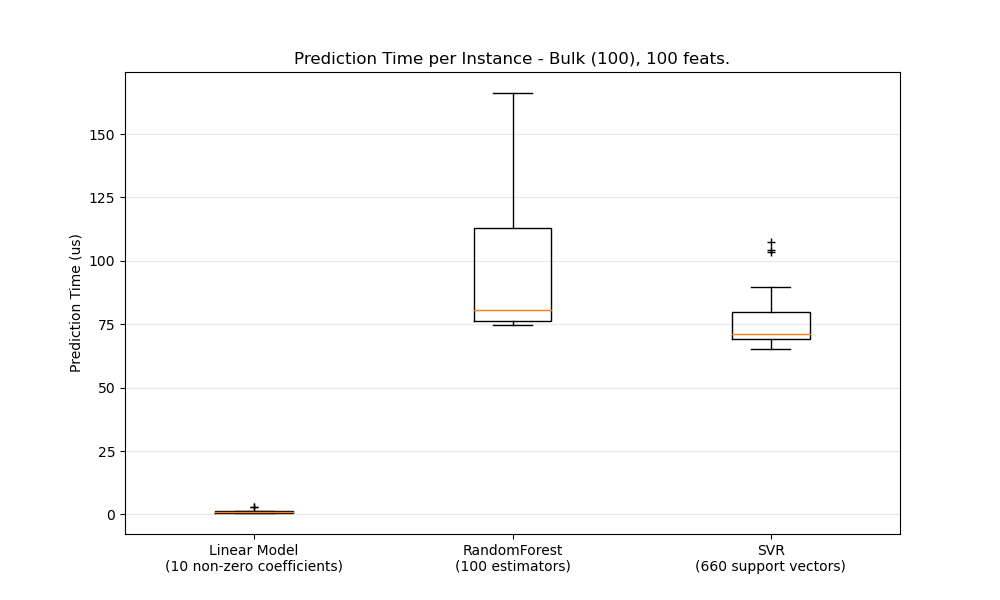 Prediction Time per Instance - Bulk (100), 100 feats.
Prediction Time (us)
150
125
100
75
50
25
0
Linear Model
(10 non-zero coefficients)
RandomForest
(100 estimators)
SVR
(660 support vectors)